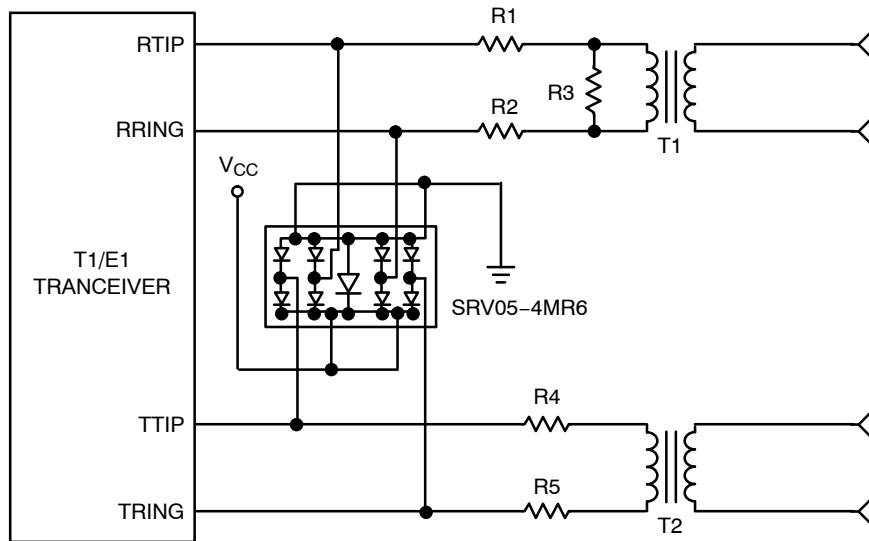 R1
RTIP
R3
R2
RRING
T1
VCC
T1/E1
TRANCEIVER
SRV05−4MR6
R4
TTIP
R5
TRING
T2